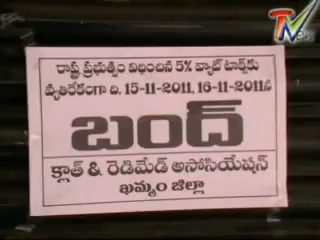 రాష్ట్ర ప్రభుత్వం విధించిన 5% వ్యాట్ టాక్స్‌కు
వ్యతిరేకంగా ది. 15-11-2011, 16-11-2011న
బంద్
క్లాత్ & రెడిమేడ్ అసోసియేషన్
ఖమ్మం జిల్లా